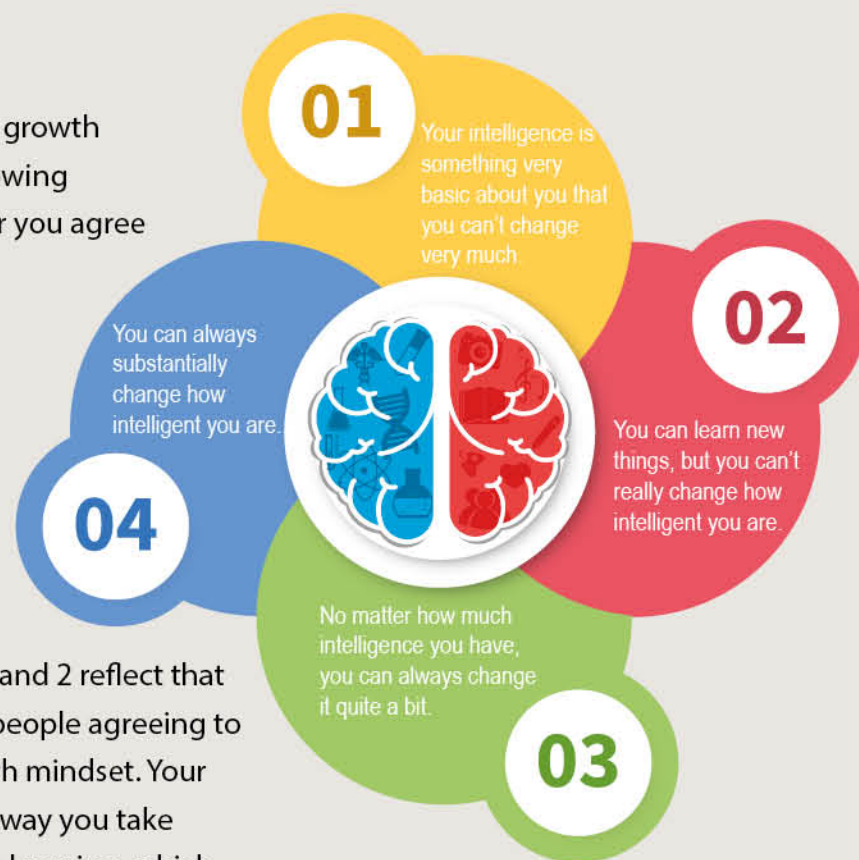 growth
wing
r you agree
01
Your intelligence is
something very
basic about you that
you can't change
very much.
02
You can learn new
things, but you can't
really change how
intelligent you are.
No matter how much
intelligence you have,
you can always change
it quite a bit.
03
You can always
substantially
change how
intelligent you are.
04
and 2 reflect that
people agreeing to
h mindset. Your
way you take